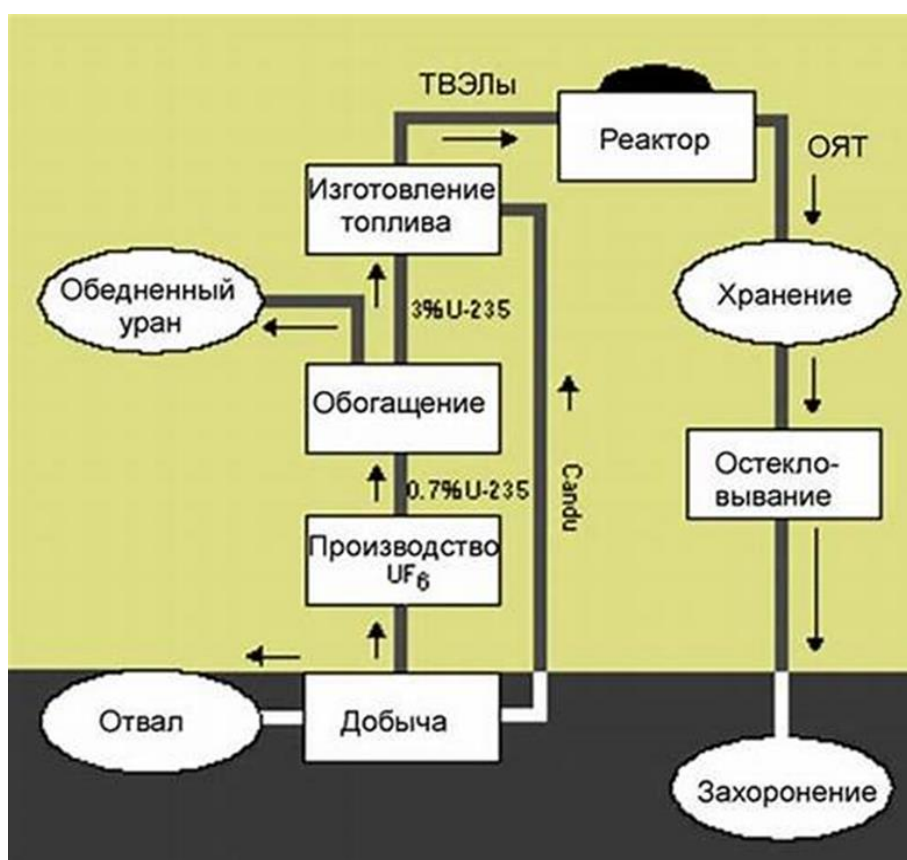 ТВЭЛы
Реактор
ОЯТ
Изготовление
топлива
Обедненный
уран
3%U-235
Хранение
Обогащение
Candu
Остекло-
вывание
0.7%U-235
Производство
UF6
Отвал
Добыча
Захоронение